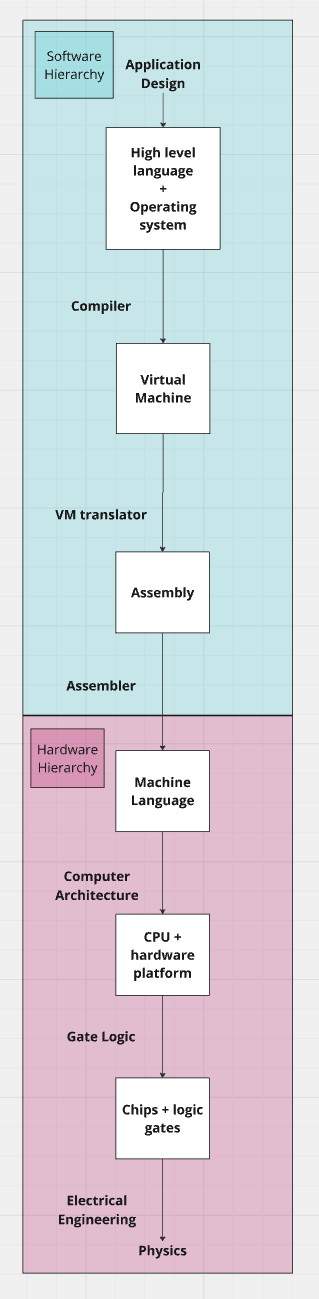 Software
Hierarchy
Application
Design
High level
language
+
Operating
system
Compiler
Virtual
Machine
VM translator
Assembly
Assembler
Hardware
Hierarchy
Machine
Language
Computer
Architecture
CPU +
hardware
platform
Gate Logic
Chips + logic
gates
Electrical
Engineering
Physics